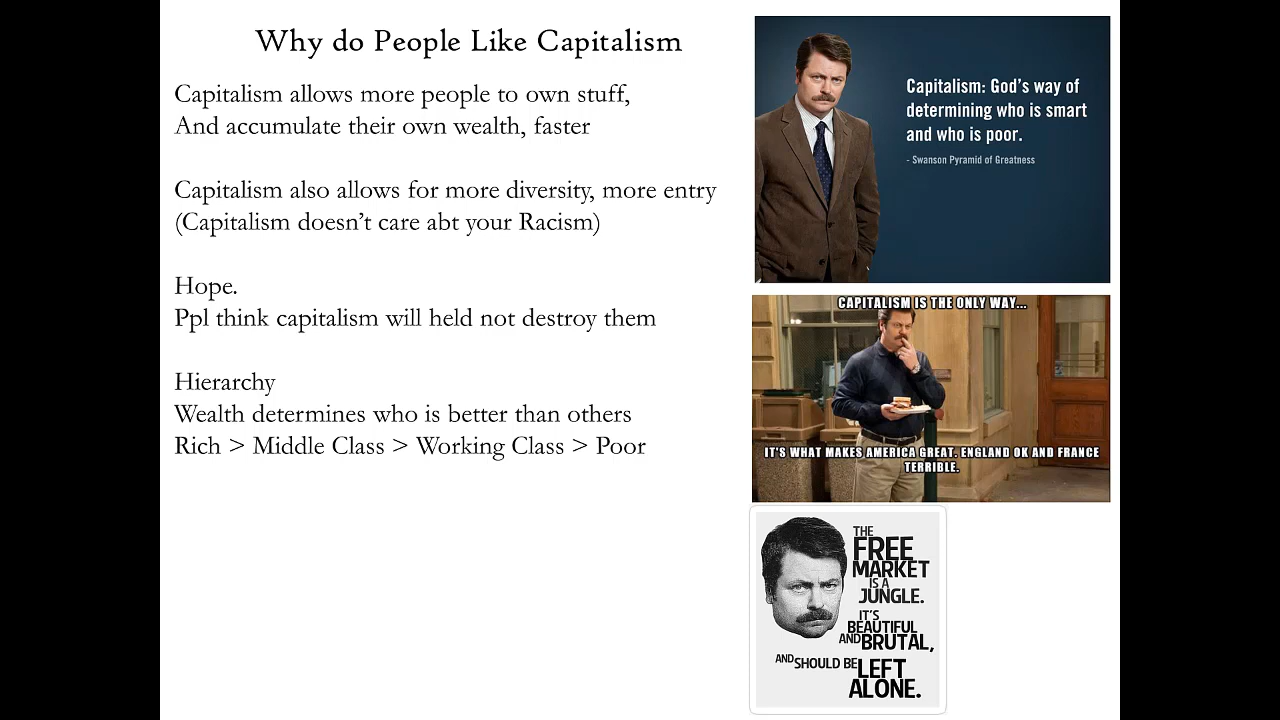 Why do People Like Capitalism
Capitalism allows more people to own stuff,
And accumulate their own wealth, faster
Capitalism also allows for more diversity, more entry
(Capitalism doesn’t care abt your Racism)
Hope.
Ppl think capitalism will held not destroy them
Hierarchy
Wealth determines who is better than others
Rich > Middle Class > Working Class > Poor
Capitalism: God’s way of
determining who is smart
and who is poor.
- Swanson Pyramid of Greatness
CAPITALISM IS THE ONLY WAY...
IT'S WHAT MAKES AMERICA GREAT. ENGLAND OK AND FRANCE
TERRIBLE.
THE
FREE
MARKET
IS A
JUNGLE.
IT'S
BEAUTIFUL
AND BRUTAL,
AND SHOULD BE LEFT
ALONE.